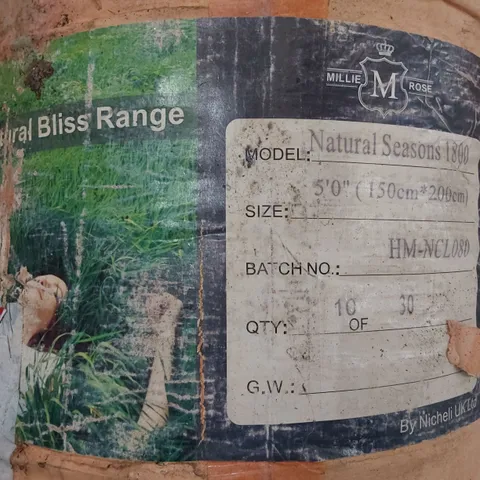 MILLIE M ROSE
ural Bliss Range
MODEL: Natural Seasons 1800
SIZE: 5'0" (150cm*200cm)
BATCH NO.: HM-NCL080
QTY: 10 OF 30
G.W.:
By Nicheli UK